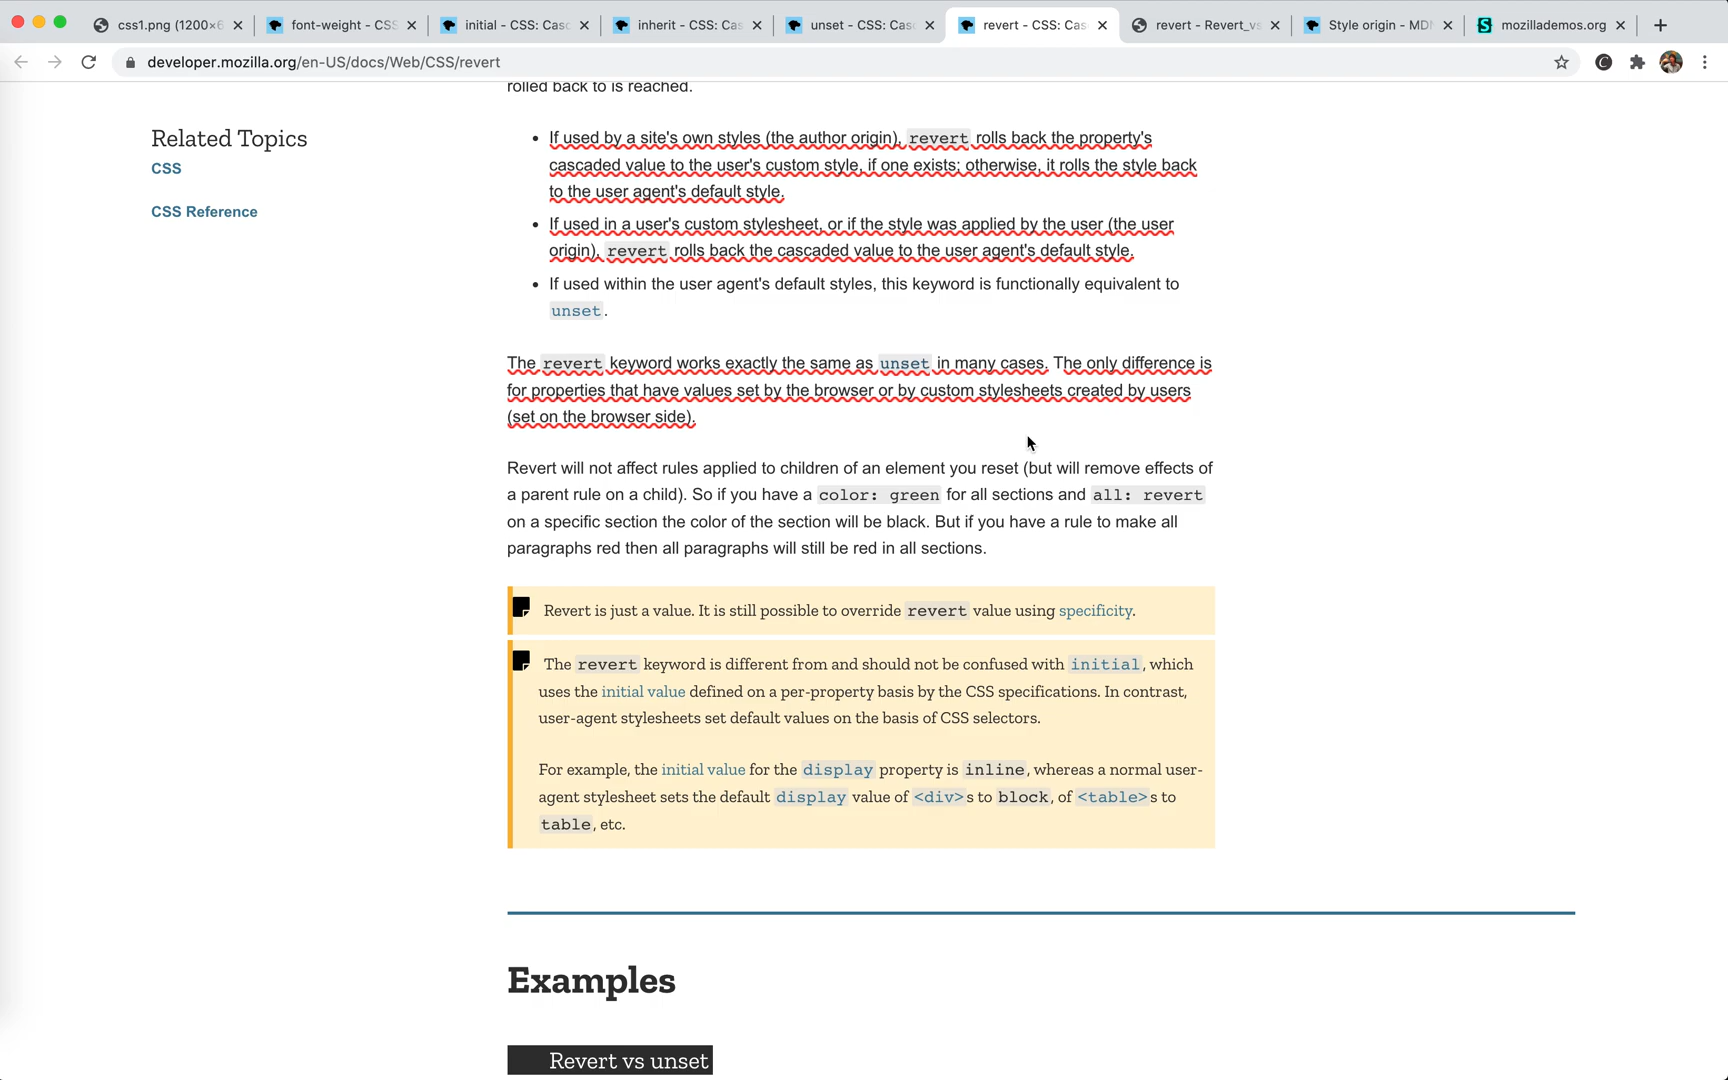 css1.png (1200×6
font-weight - CSS
initial - CSS: Casc
inherit - CSS: Cas
unset - CSS: Casc
revert - CSS: Casc
revert - Revert_vs
Style origin - MDN
mozillademos.org
developer.mozilla.org/en-US/docs/Web/CSS/revert
rolled back to is reached.
Related Topics
CSS
CSS Reference
If used by a site's own styles (the author origin), revert rolls back the property's
cascaded value to the user's custom style, if one exists; otherwise, it rolls the style back
to the user agent's default style.
If used in a user's custom stylesheet, or if the style was applied by the user (the user
origin), revert rolls back the cascaded value to the user agent's default style.
If used within the user agent's default styles, this keyword is functionally equivalent to
unset.
The revert keyword works exactly the same as unset in many cases. The only difference is
for properties that have values set by the browser or by custom stylesheets created by users
(set on the browser side).
Revert will not affect rules applied to children of an element you reset (but will remove effects of
a parent rule on a child). So if you have a color: green for all sections and all: revert
on a specific section the color of the section will be black. But if you have a rule to make all
paragraphs red then all paragraphs will still be red in all sections.
Revert is just a value. It is still possible to override revert value using specificity.
The revert keyword is different from and should not be confused with initial, which
uses the initial value defined on a per-property basis by the CSS specifications. In contrast,
user-agent stylesheets set default values on the basis of CSS selectors.
For example, the initial value for the display property is inline, whereas a normal user-
agent stylesheet sets the default display value of <div>s to block, of <table>s to
table, etc.
Examples
Revert vs unset